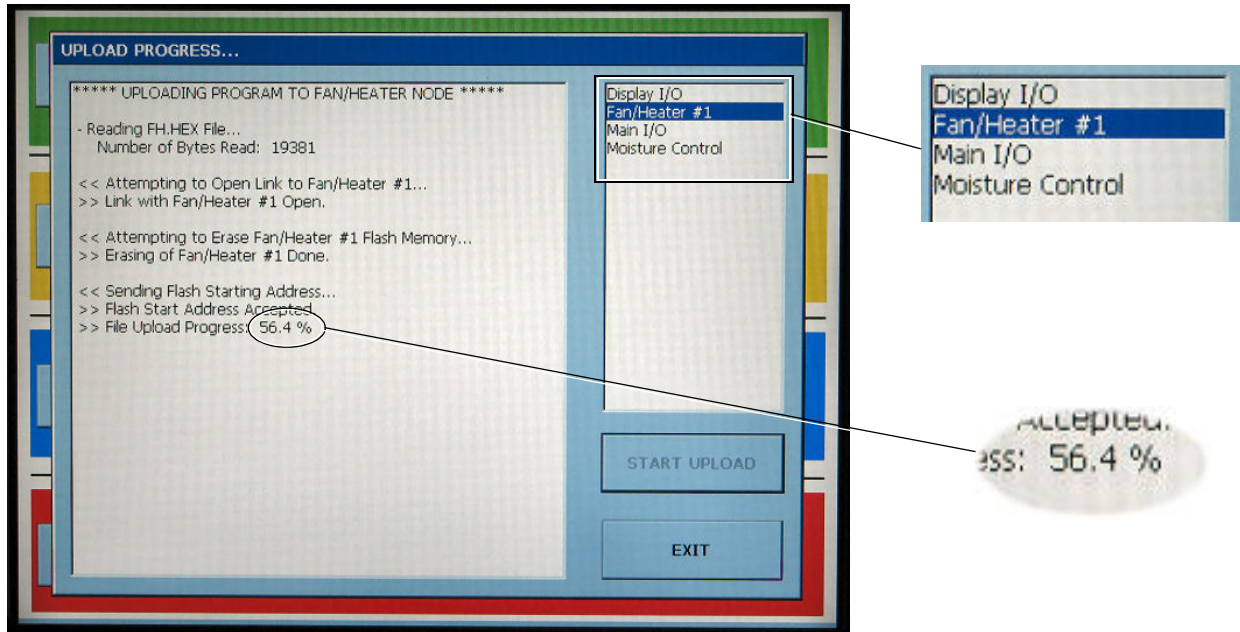 UPLOAD PROGRESS...
***** UPLOADING PROGRAM TO FAN/HEATER NODE *****
- Reading FH.HEX File...
Number of Bytes Read: 19381
<< Attempting to Open Link to Fan/Heater #1...
>> Link with Fan/Heater #1 Open.
<< Attempting to Erase Fan/Heater #1 Flash Memory...
>> Erasing of Fan/Heater #1 Done.
<< Sending Flash Starting Address...
>> Flash Start Address Accepted.
>> File Upload Progress: 56.4 %
Display I/O
Fan/Heater #1
Main I/O
Moisture Control
START UPLOAD
EXIT
Display I/O
Fan/Heater #1
Main I/O
Moisture Control
Accepted.
ess: 56.4 %